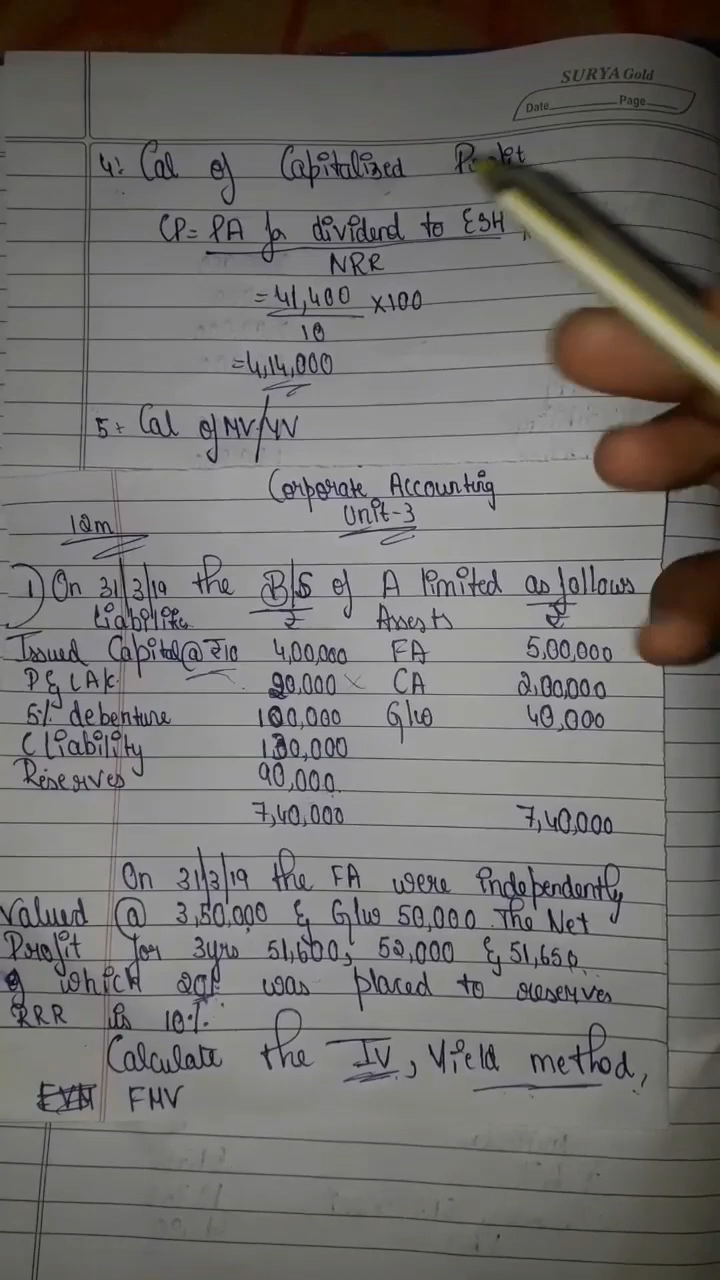 SURYA Gold
Date Page
4: Cal of Capitalized Profit
CP= PA for dividend to ESH
NRR
= 41,400 ×100
10
=4,14,000
5: Cal of MV/YV
Corporate Accounting
12m Unit-3
1) On 31/3/19 the B/S of A limited as follows
Liabilitie ₹ Assests ₹
Issued Capital@ ₹10 4,00,000 FA 5,00,000
P & L A/c 20,000 CA 2,00,000
5% debenture 100,000 G/w 40,000
C liability 130,000
Reserves 90,000
7,40,000 7,40,000
On 31/3/19 the FA were independently
Valued @ 3,50,000 & G/w 50,000. The Net
Profit for 3yrs 51,600, 52,000 & 51,650
of which 20% was placed to reserves
RRR is 10%.
Calculate the IV, Yield method,
FMV